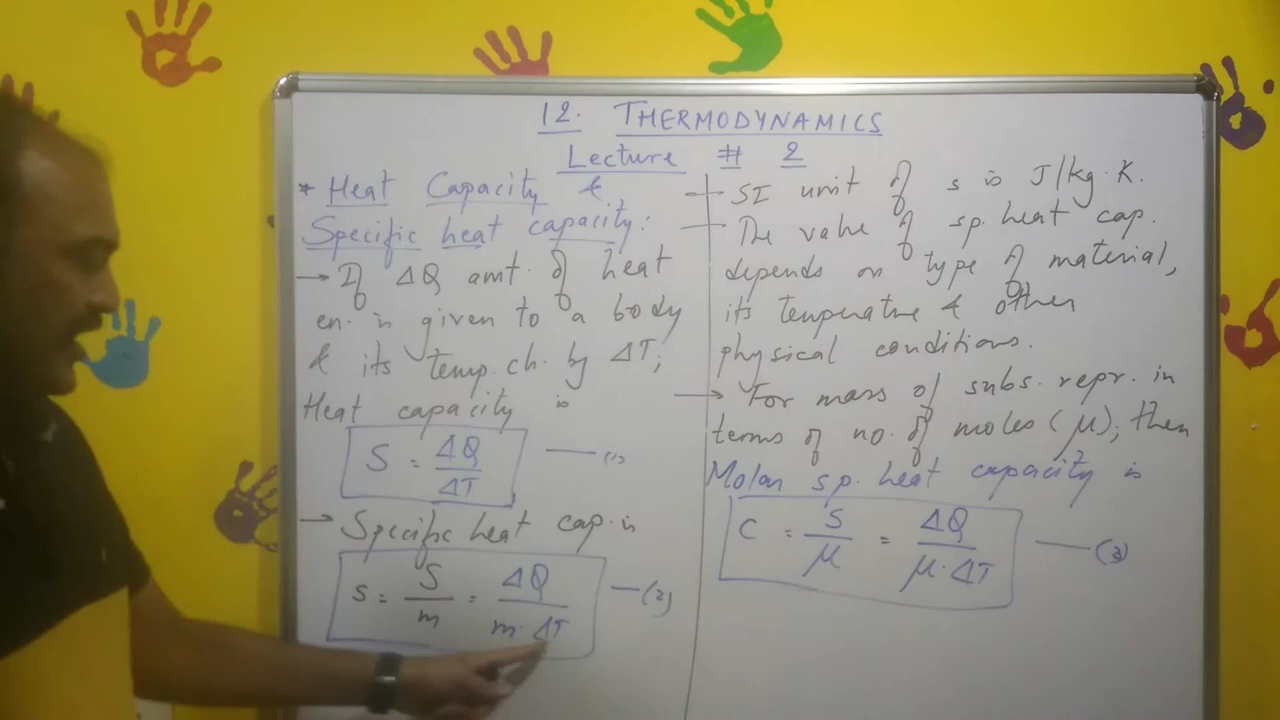 12. THERMODYNAMICS
Lecture # 2
* Heat Capacity &
Specific heat capacity:
→ If ΔQ amt. of heat
en. is given to a body
& its temp. ch. by ΔT;
Heat capacity is
S = ΔQ/ΔT —(1)
→ Specific heat cap. is
s = S/m = ΔQ/m·ΔT —(2)
→ SI unit of s is J/kg·K.
→ The value of sp. heat cap.
depends on type of material,
its temperature & other
physical conditions.
→ For mass of subs. repr. in
terms of no. of moles (μ), then
Molar sp. heat capacity is
C = S/μ = ΔQ/μ·ΔT —(3)